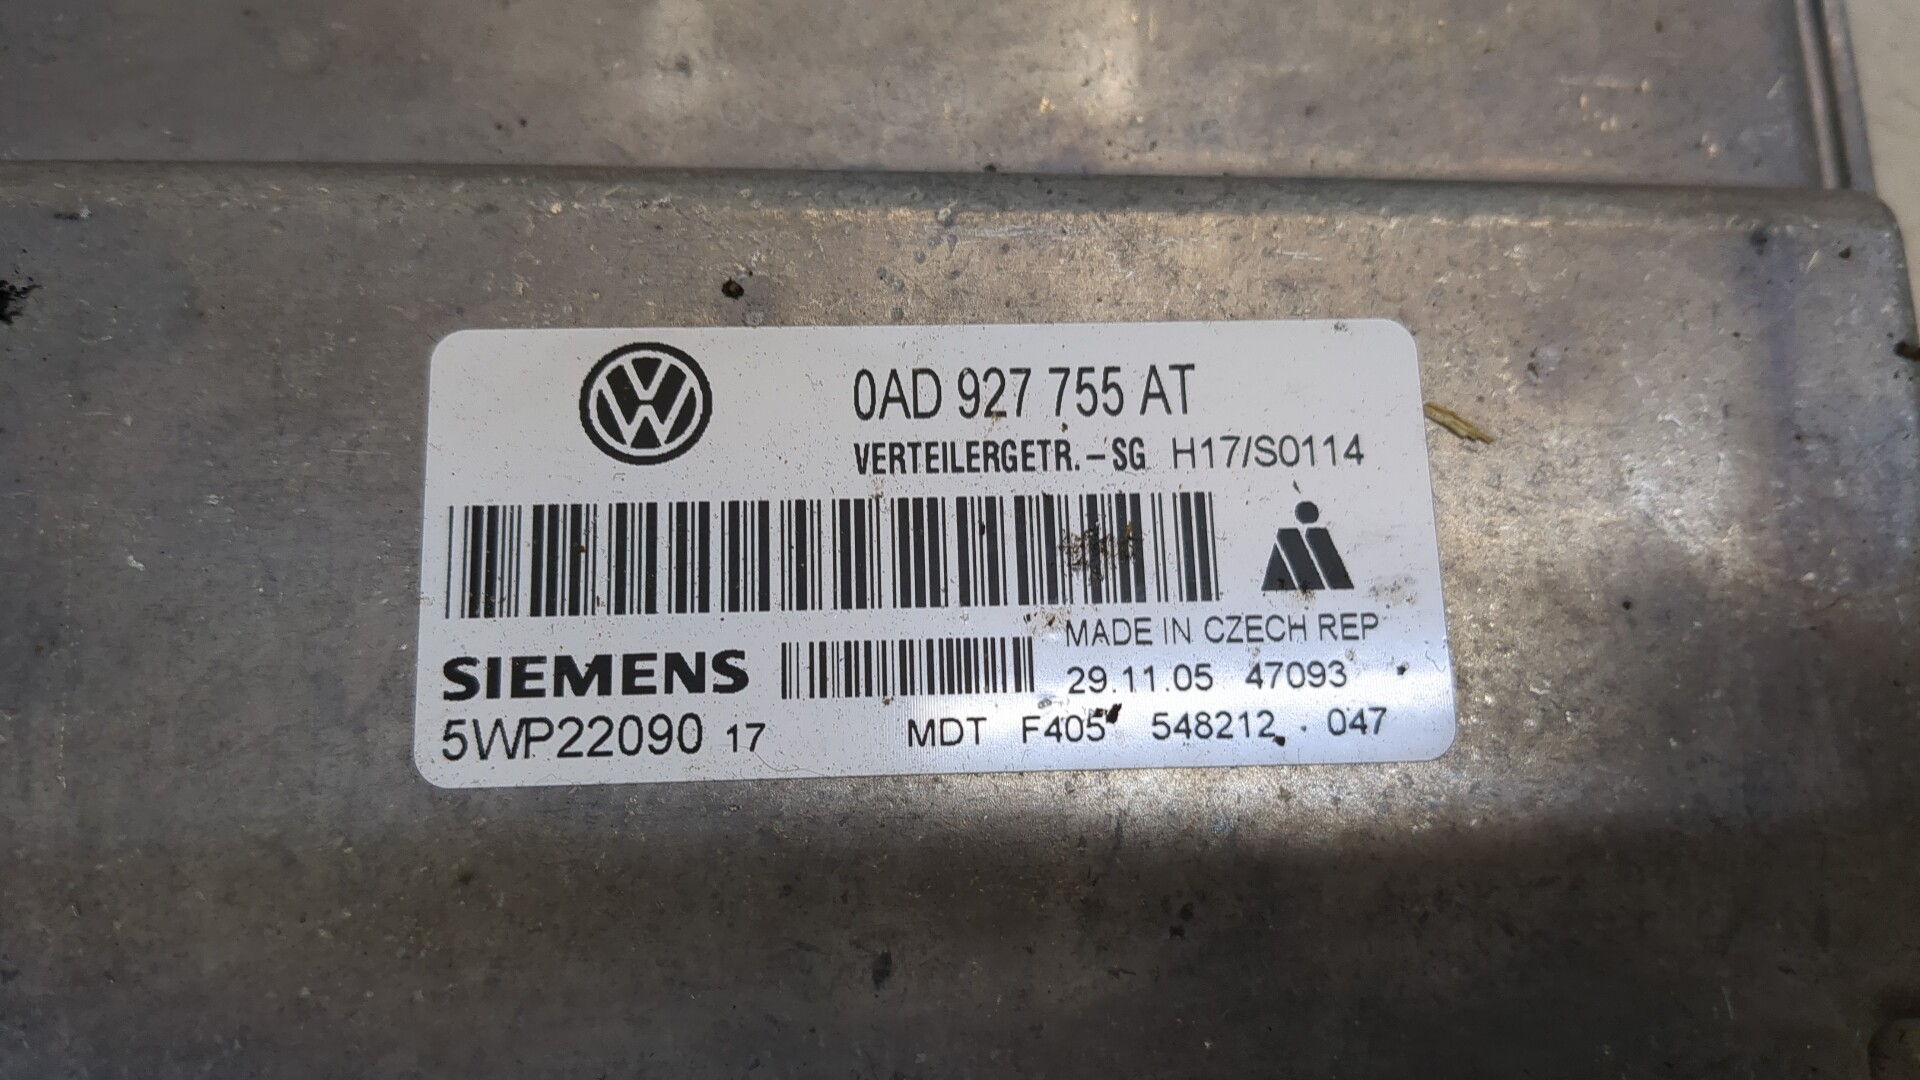 0AD 927 755 AT
VERTEILERGETR.-SG H17/S0114
MADE IN CZECH REP
SIEMENS 29.11.05 47093
5WP22090 17 MDT F405 548212 047